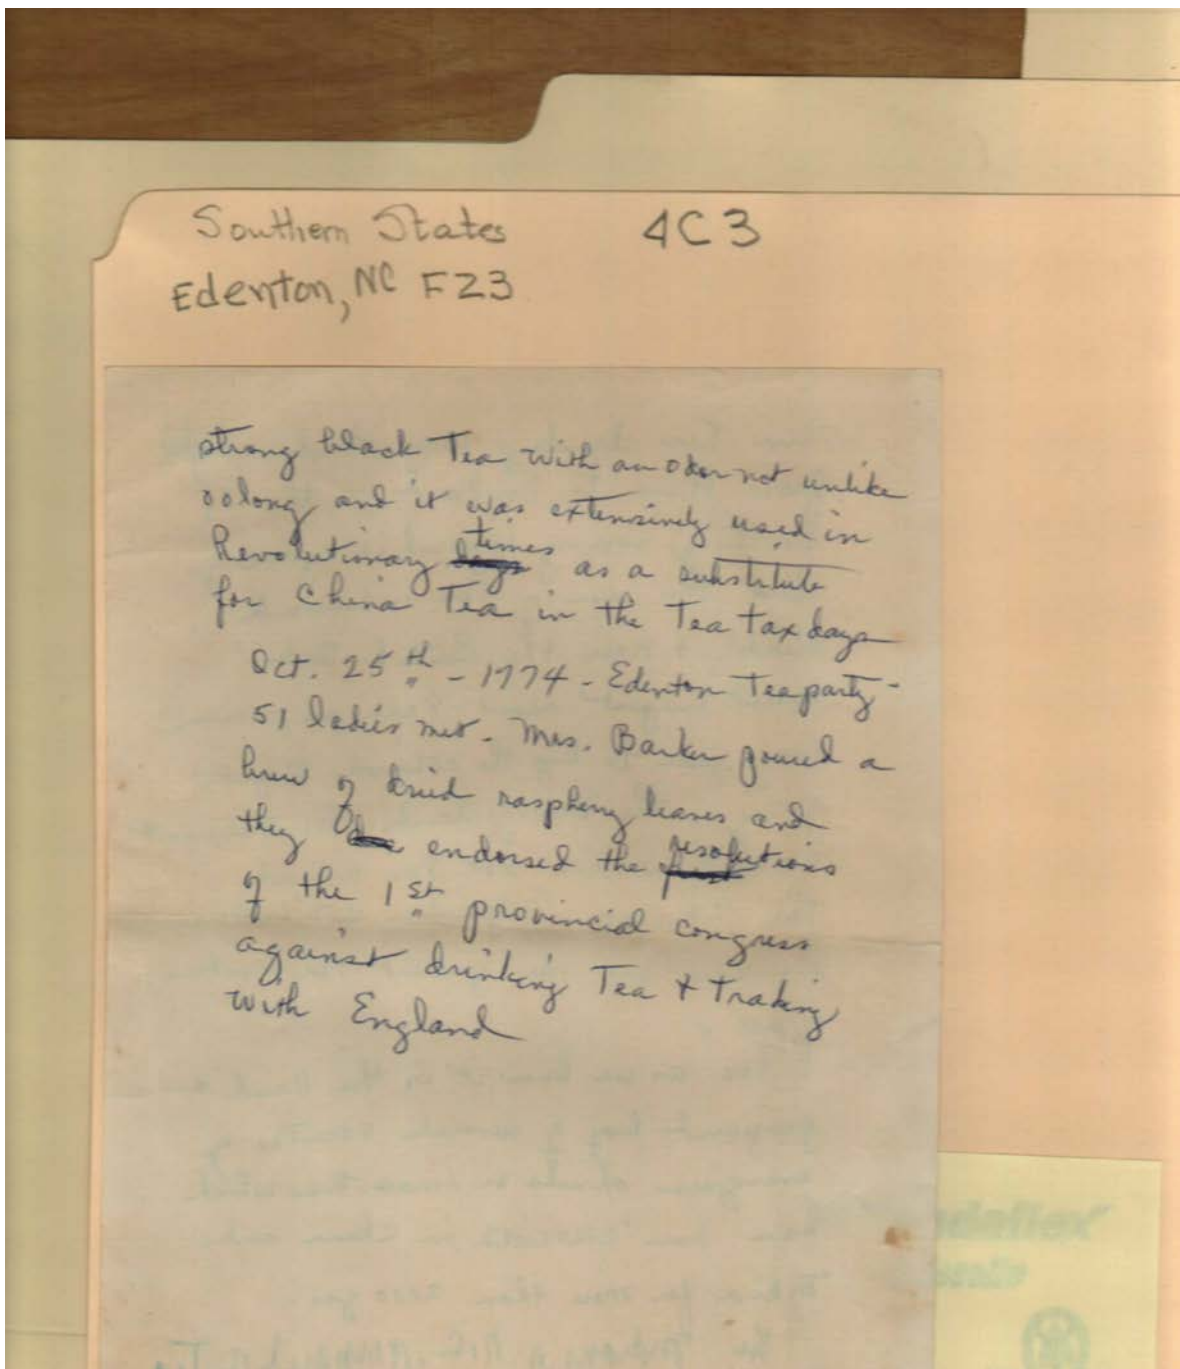 Southern States 4C3
Edenton, NC F23
strong black Tea with an odor not unlike
oolong and it was extensively used in
Revolutionary days times as a substitute
for China Tea in the Tea tax days
Oct. 25th - 1774 - Edenton Teaparty -
51 ladies met. Mrs. Barker poured a
brew of dried raspberry leaves and
they endorsed the resolutions
of the 1st provincial congress
against drinking Tea + Trading
with England